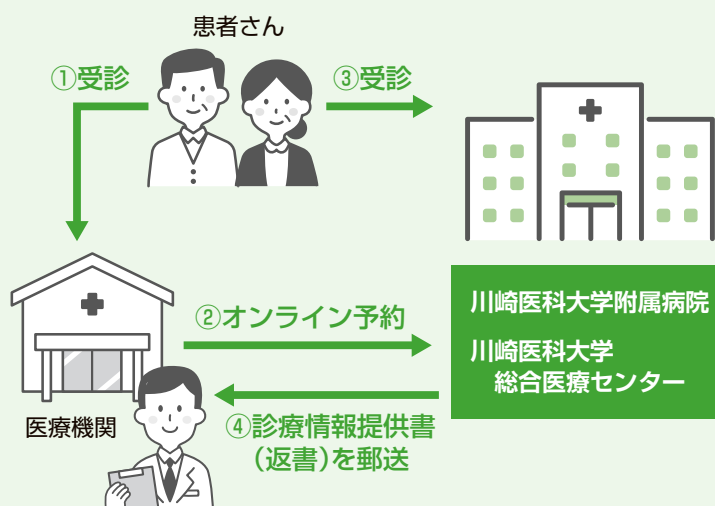 患者さん
①受診
③受診
②オンライン予約
川崎医科大学附属病院
川崎医科大学
総合医療センター
医療機関
④診療情報提供書
(返書)を郵送